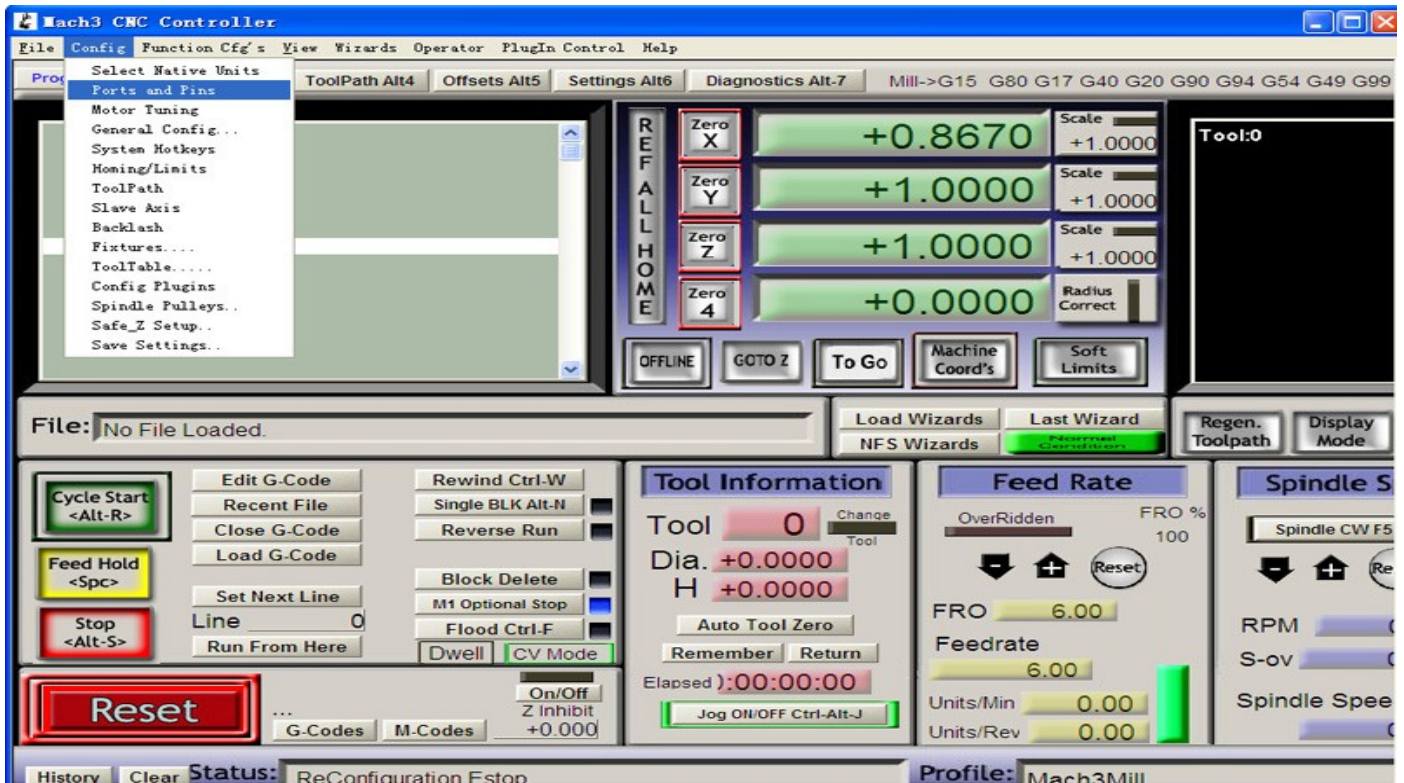 Mach3 CNC Controller
File Config Function Cfg's View Wizards Operator PlugIn Control Help
ToolPath Alt4 Offsets Alt5 Settings Alt6 Diagnostics Alt-7 Mill->G15 G80 G17 G40 G20 G90 G94 G54 G49 G99
Select Native Units
Ports and Pins
Motor Tuning
General Config...
System Hotkeys
Homing/Limits
ToolPath
Slave Axis
Backlash
Fixtures....
ToolTable.....
Config Plugins
Spindle Pulleys..
Safe_Z Setup..
Save Settings..
REF ALL HOME
Zero X +0.8670 Scale +1.0000
Zero Y +1.0000 Scale +1.0000
Zero Z +1.0000 Scale +1.0000
Zero 4 +0.0000 Radius Correct
OFFLINE GOTO Z To Go Machine Coord's Soft Limits
Tool:0
File: No File Loaded.
Load Wizards Last Wizard
NFS Wizards Normal Condition
Regen. Toolpath Display Mode
Cycle Start <Alt-R>
Feed Hold <Spc>
Stop <Alt-S>
Edit G-Code
Recent File
Close G-Code
Load G-Code
Set Next Line
Line 0
Run From Here
Rewind Ctrl-W
Single BLK Alt-N
Reverse Run
Block Delete
M1 Optional Stop
Flood Ctrl-F
Dwell CV Mode
Reset
...
G-Codes M-Codes
On/Off
Z Inhibit
+0.000
Tool Information
Tool 0 Change Tool
Dia. +0.0000
H +0.0000
Auto Tool Zero
Remember Return
Elapsed ):00:00:00
Jog ON/OFF Ctrl-Alt-J
Feed Rate
OverRidden FRO % 100
Reset
FRO 6.00
Feedrate
6.00
Units/Min 0.00
Units/Rev 0.00
Spindle S
Spindle CW F5
Re
RPM
S-ov
Spindle Spee
History Clear Status: ReConfiguration Estop
Profile: Mach3Mill